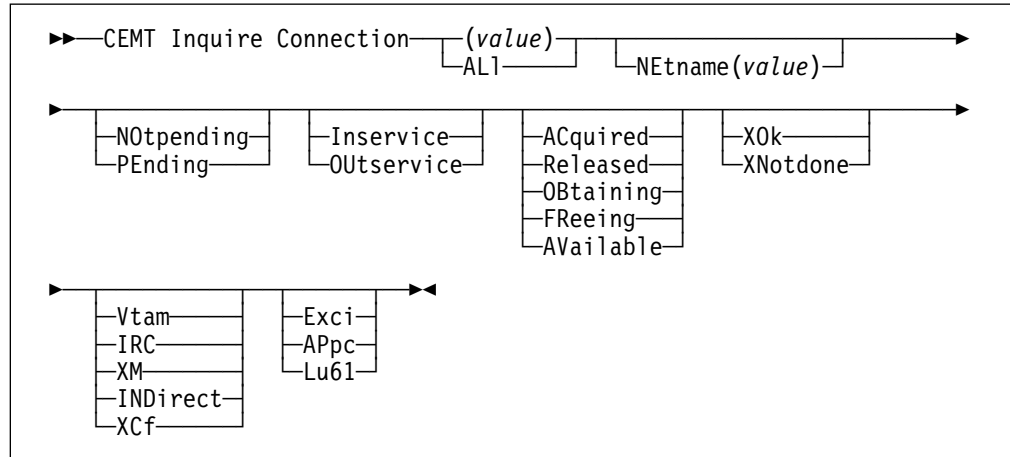 CEMT Inquire Connection (value)
ALl NEtname(value)
NOtpending Inservice ACquired XOk
PEnding OUtservice Released XNotdone
OBtaining
FReeing
AVailable
Vtam Exci
IRC APpc
XM Lu61
INDirect
XCf